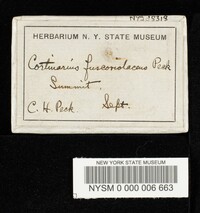 NYS f 1318
HERBARIUM N. Y. STATE MUSEUM
Cortinarius fuscoviolaceus Peck
Summit.
C. H. Peck Sept.
NEW YORK STATE MUSEUM
NYSM 0 000 006 663